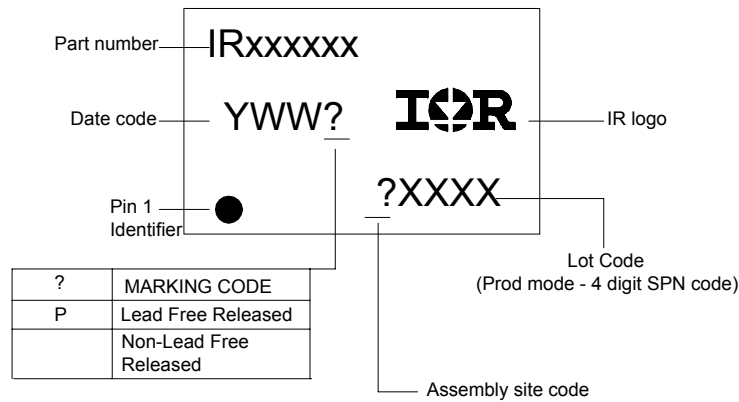 Part number
IRxxxxxx
Date code
YWW?
IOR
IR logo
?XXXX
Pin 1
Identifier
Lot Code
(Prod mode - 4 digit SPN code)
? MARKING CODE
P Lead Free Released
Non-Lead Free
Released
Assembly site code